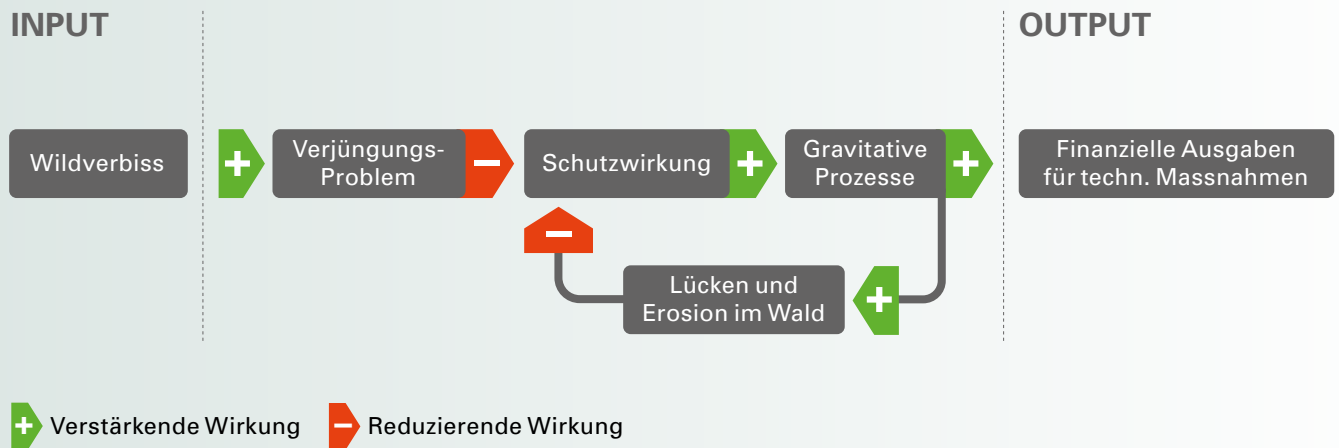 INPUT
OUTPUT
Wildverbiss
+
Verjüngungs-
Problem
−
Schutzwirkung
+
Gravitative
Prozesse
+
Finanzielle Ausgaben
für techn. Massnahmen
−
Lücken und
Erosion im Wald
+
+ Verstärkende Wirkung
− Reduzierende Wirkung